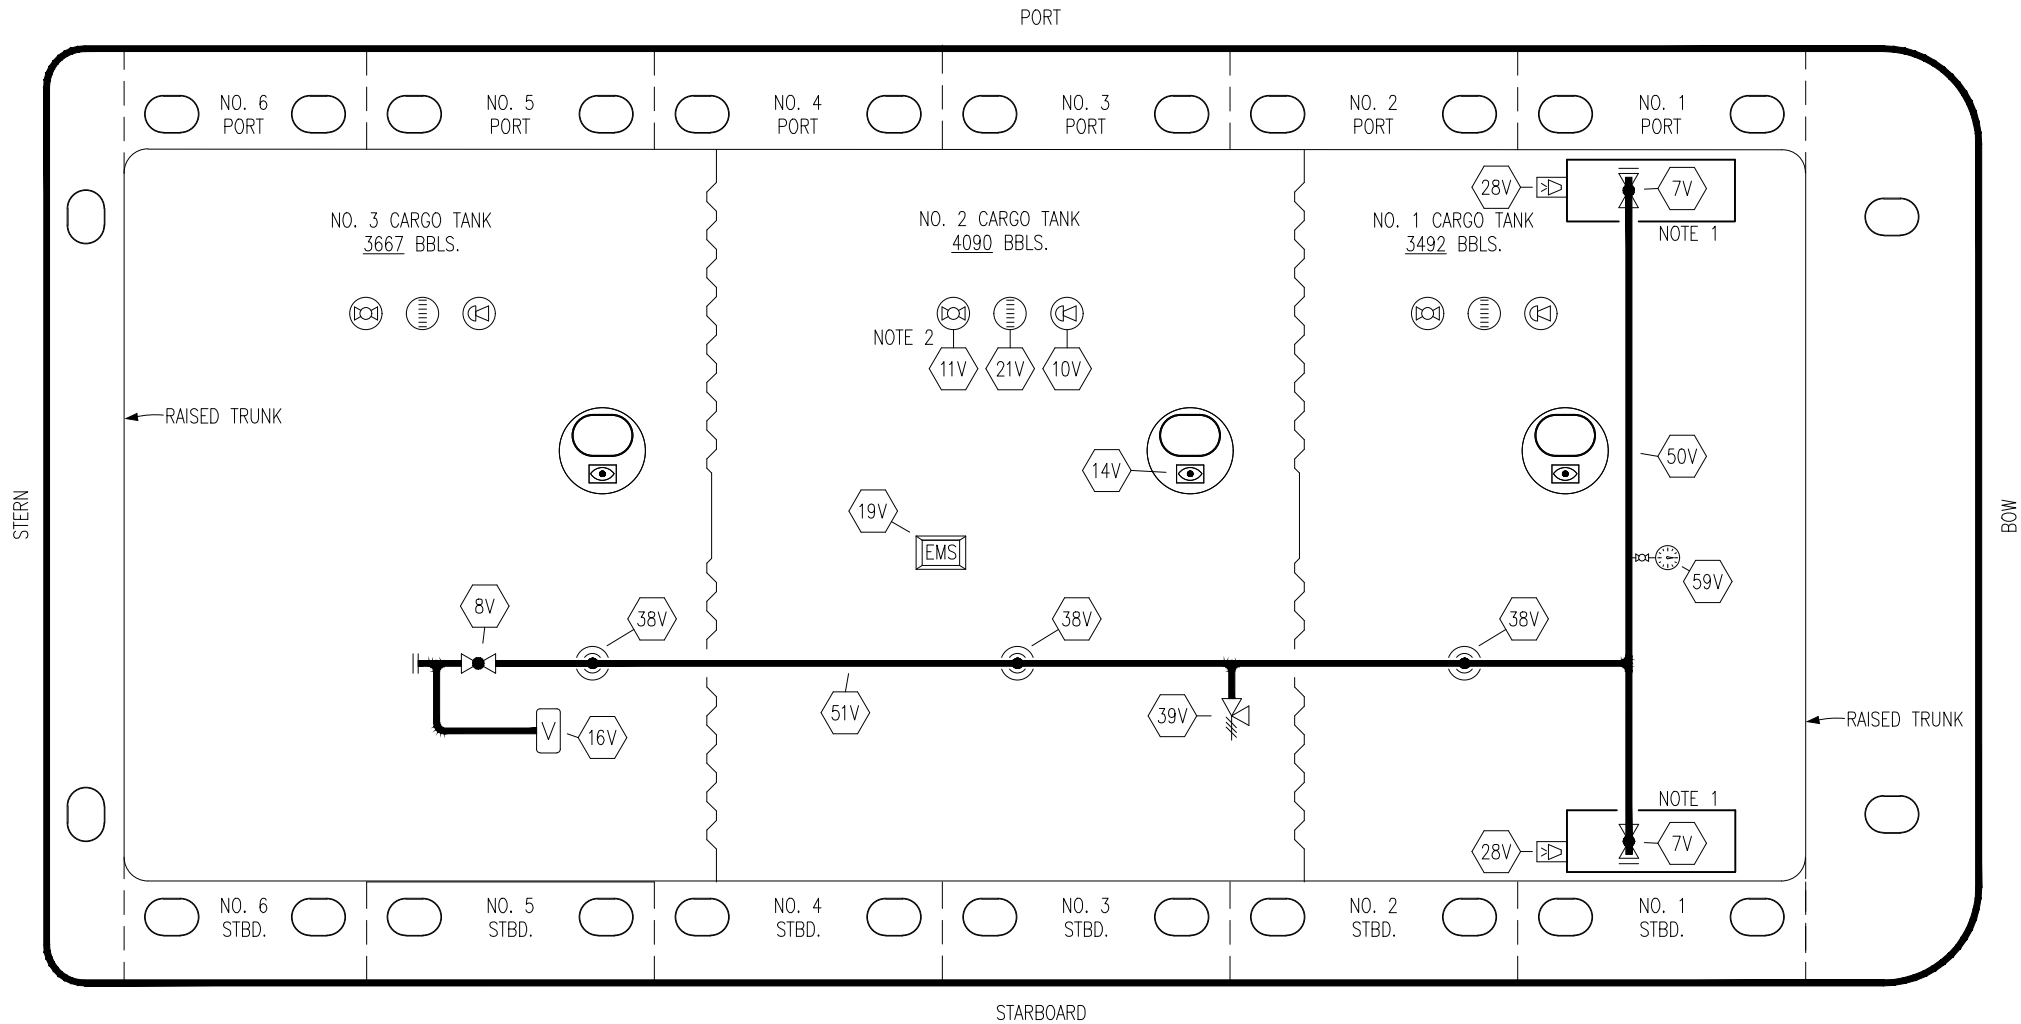 PORT
NO. 6
PORT
NO. 5
PORT
NO. 4
PORT
NO. 3
PORT
NO. 2
PORT
NO. 1
PORT
28V
7V
NOTE 1
NO. 3 CARGO TANK
3667 BBLS.
NO. 2 CARGO TANK
4090 BBLS.
NO. 1 CARGO TANK
3492 BBLS.
NOTE 2
11V
21V
10V
RAISED TRUNK
14V
50V
STERN
BOW
19V
EMS
59V
8V
38V
38V
38V
51V
39V
16V
V
RAISED TRUNK
NOTE 1
28V
7V
NO. 6
STBD.
NO. 5
STBD.
NO. 4
STBD.
NO. 3
STBD.
NO. 2
STBD.
NO. 1
STBD.
STARBOARD